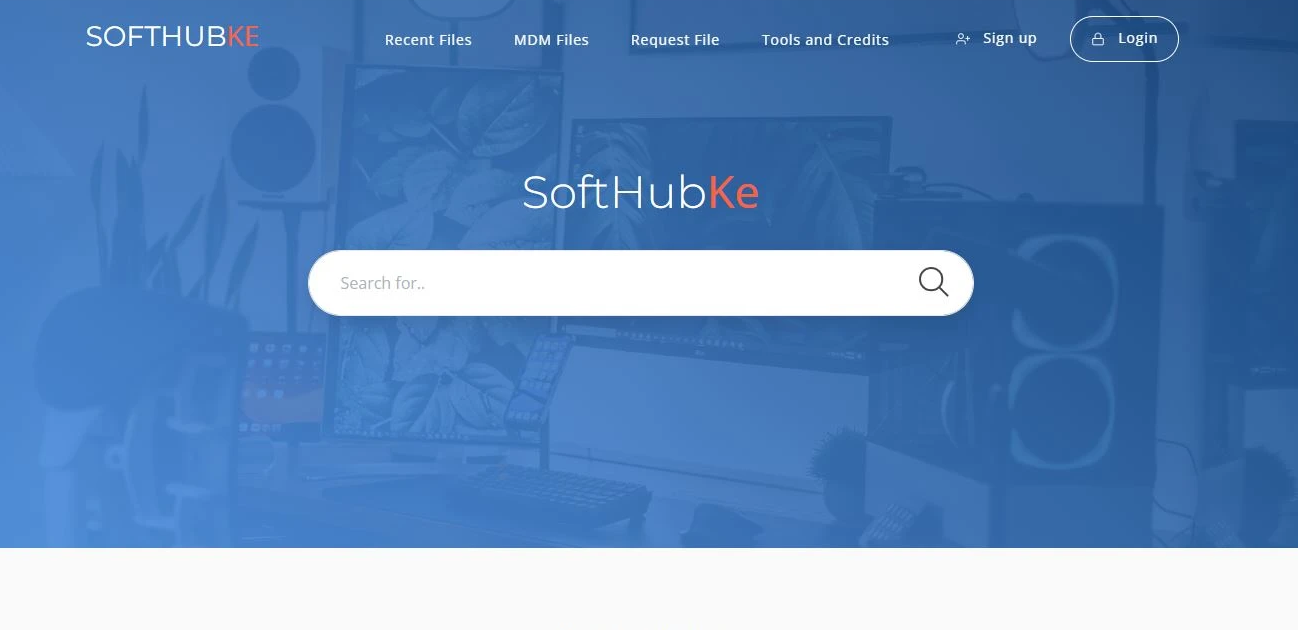 SOFTHUBKE
Recent Files
MDM Files
Request File
Tools and Credits
Sign up
Login
SoftHubKe
Search for..